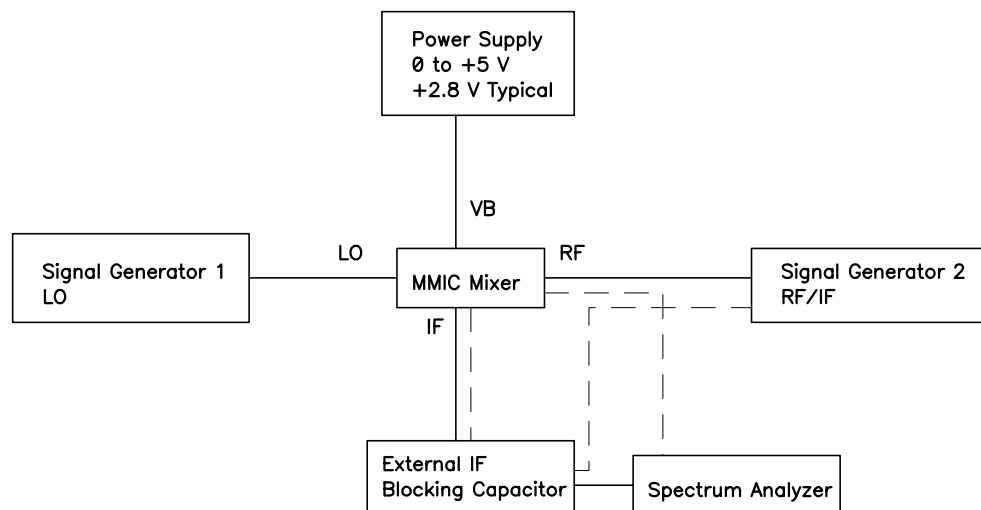 Power Supply
0 to +5 V
+2.8 V Typical
VB
LO
RF
Signal Generator 1
LO
MMIC Mixer
Signal Generator 2
RF/IF
IF
External IF
Blocking Capacitor
Spectrum Analyzer